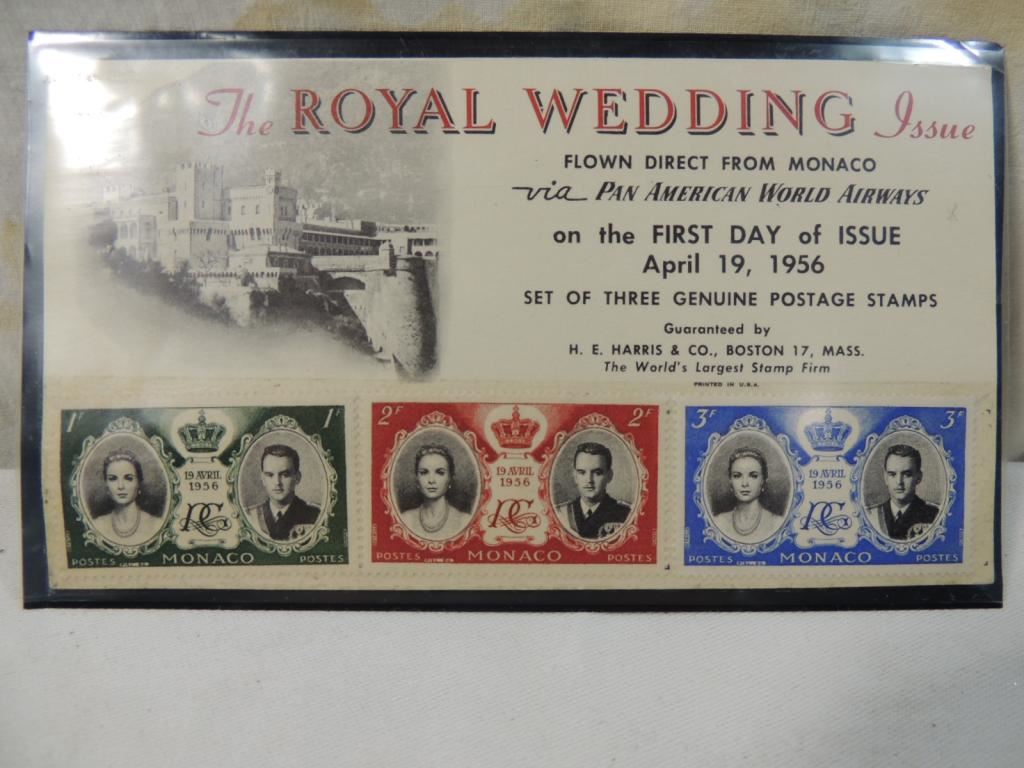 The ROYAL WEDDING Issue
FLOWN DIRECT FROM MONACO
via PAN AMERICAN WORLD AIRWAYS
on the FIRST DAY of ISSUE
April 19, 1956
SET OF THREE GENUINE POSTAGE STAMPS
Guaranteed by
H. E. HARRIS & CO., BOSTON 17, MASS.
The World's Largest Stamp Firm
PRINTED IN U.S.A.
1F 1F
19 AVRIL
1956
RG
POSTES MONACO POSTES
2F 2F
19 AVRIL
1956
RG
POSTES MONACO POSTES
3F 3F
19 AVRIL
1956
RG
POSTES MONACO POSTES